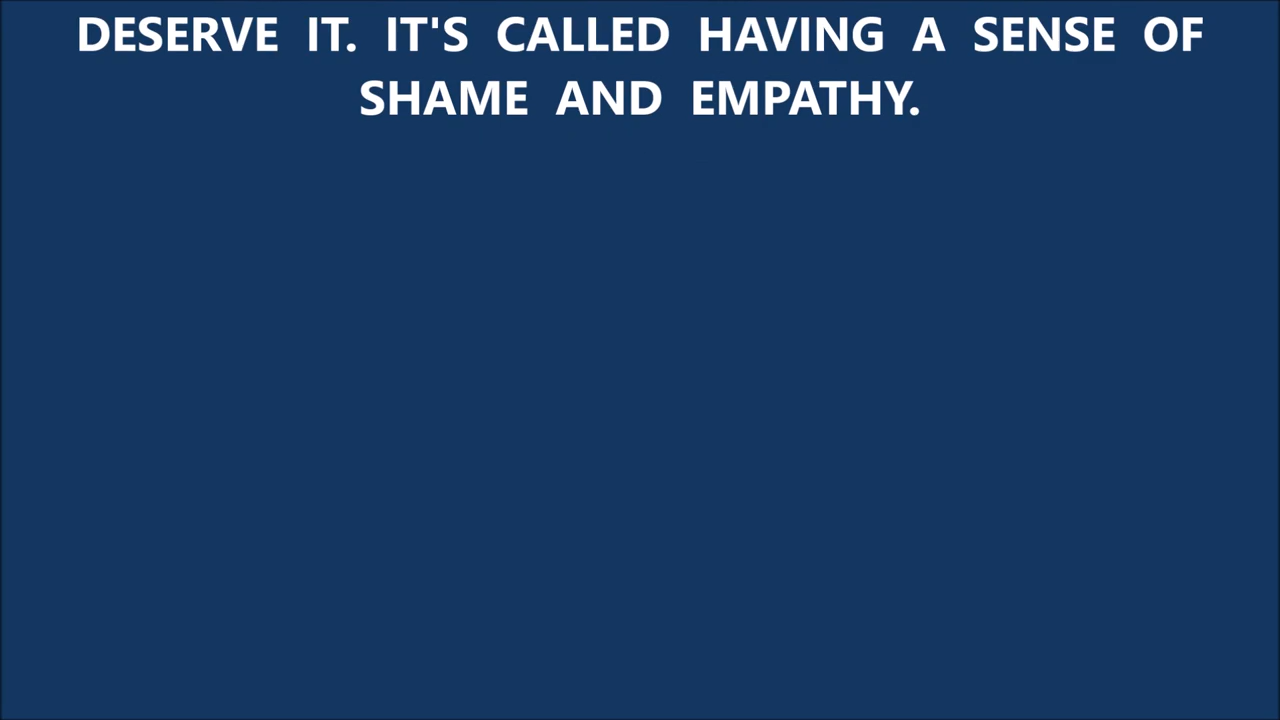 DESERVE IT. IT'S CALLED HAVING A SENSE OF
SHAME AND EMPATHY.